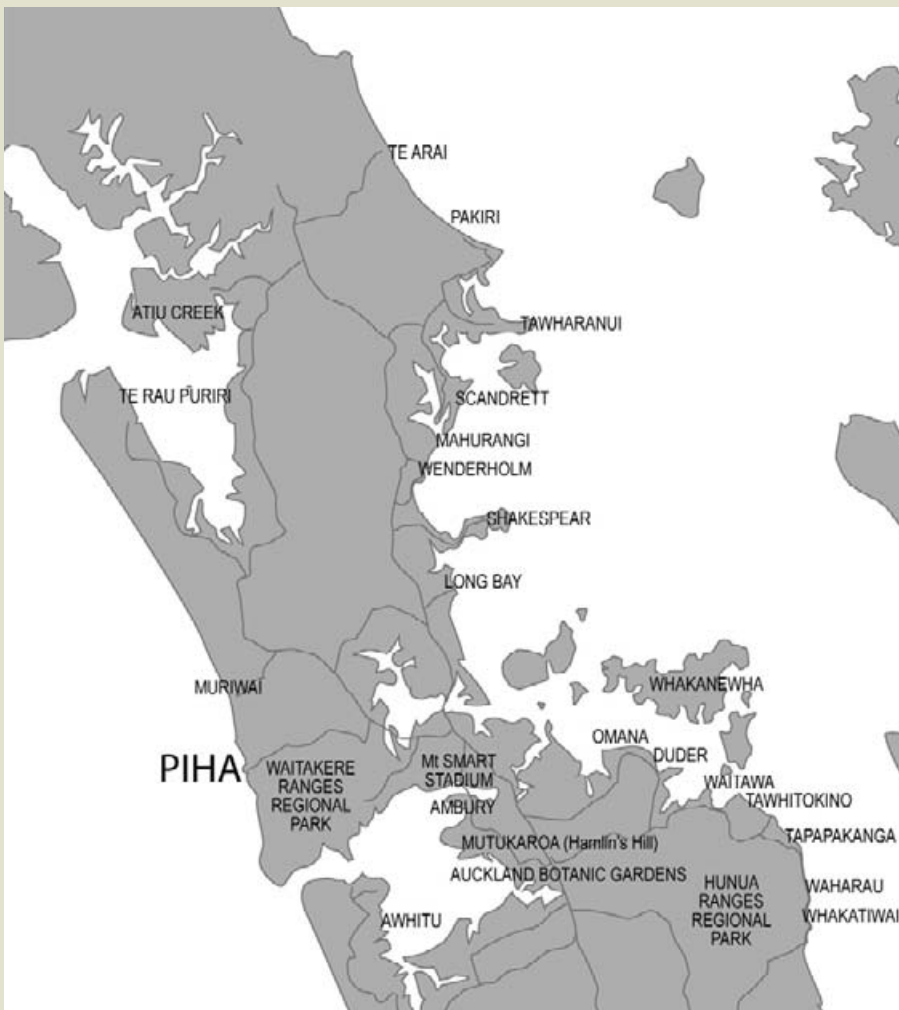 TE ARAI
PAKIRI
ATIU CREEK
TAWHARANUI
TE RAU PŪRIRI
SCANDRETT
MAHURANGI
WENDERHOLM
SHAKESPEAR
LONG BAY
MURIWAI
WHAKANEWHA
OMANA
DUDER
PIHA
WAITAKERE
RANGES
REGIONAL
PARK
Mt SMART
STADIUM
WAITAWA
TAWHITOKINO
AMBURY
TAPAPAKANGA
MUTUKAROA (Hamlin's Hill)
AUCKLAND BOTANIC GARDENS
HUNUA
RANGES
REGIONAL
PARK
WAHARAU
WHAKATIWAI
AWHITU